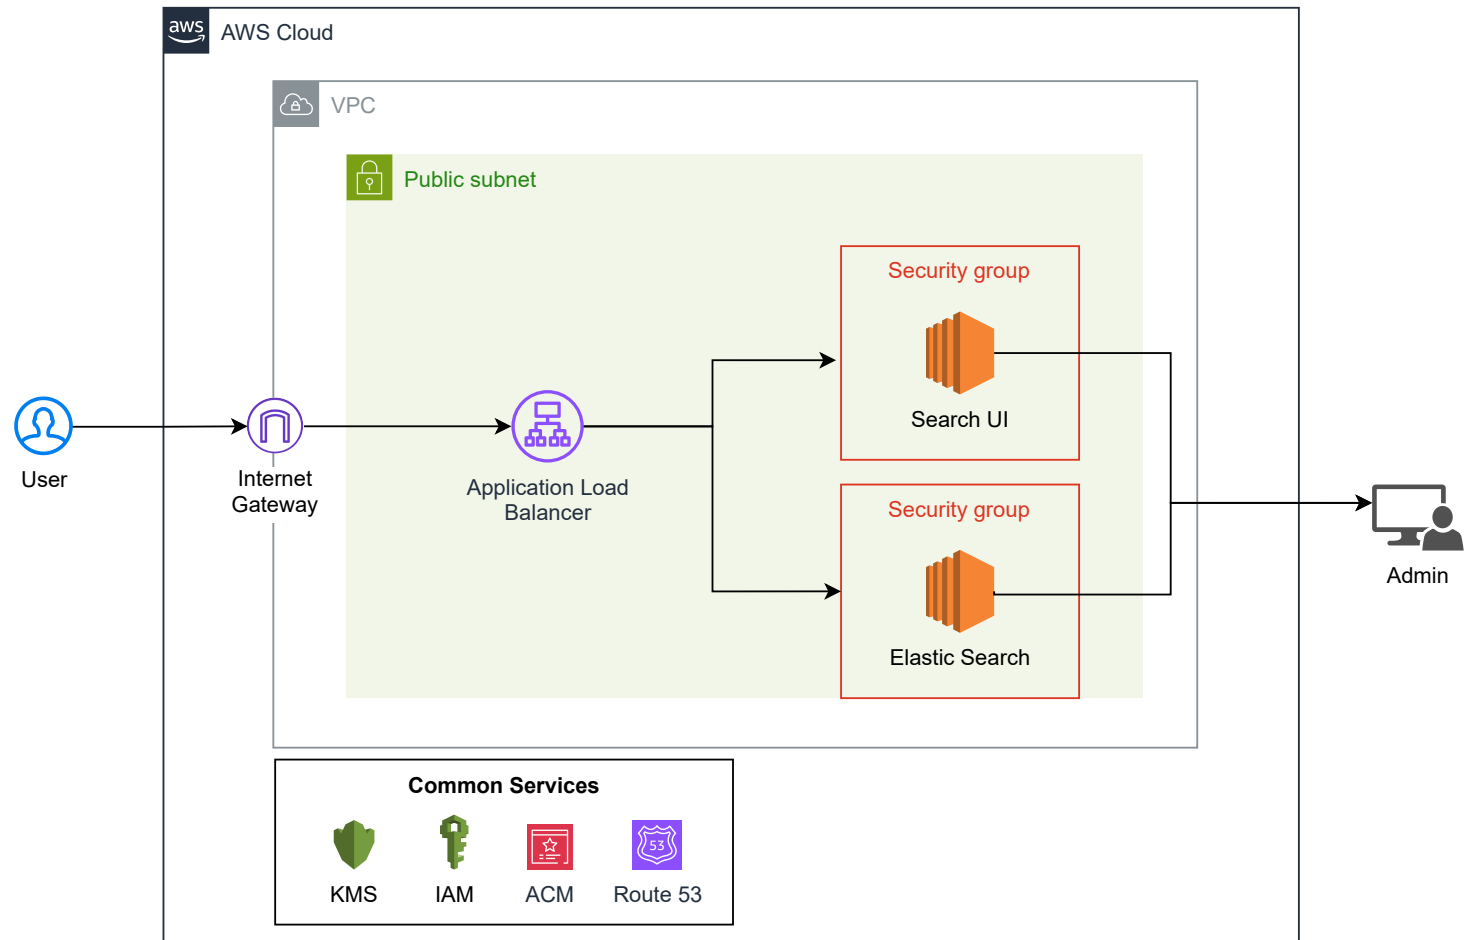 aws
AWS Cloud
VPC
Public subnet
Security group
Search UI
User
Internet
Gateway
Application Load
Balancer
Security group
Elastic Search
Admin
Common Services
53
KMS
IAM
ACM
Route 53